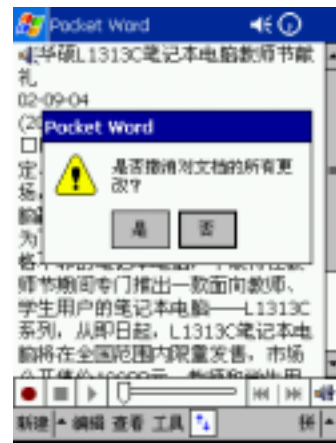 Pocket Word
华硕L1313C笔记本电脑教师节献
礼
02-09-04
(20
Pocket Word
定
是否撤消对文档的所有更
改?
场,
脑
是 否
为
师节期间专门推出一款面向教师、
学生用户的笔记本电脑——L1313C
系列, 从即日起, L1313C笔记本电
脑将在全国范围内限量发售, 市场
新建 编辑 查看 工具 拼